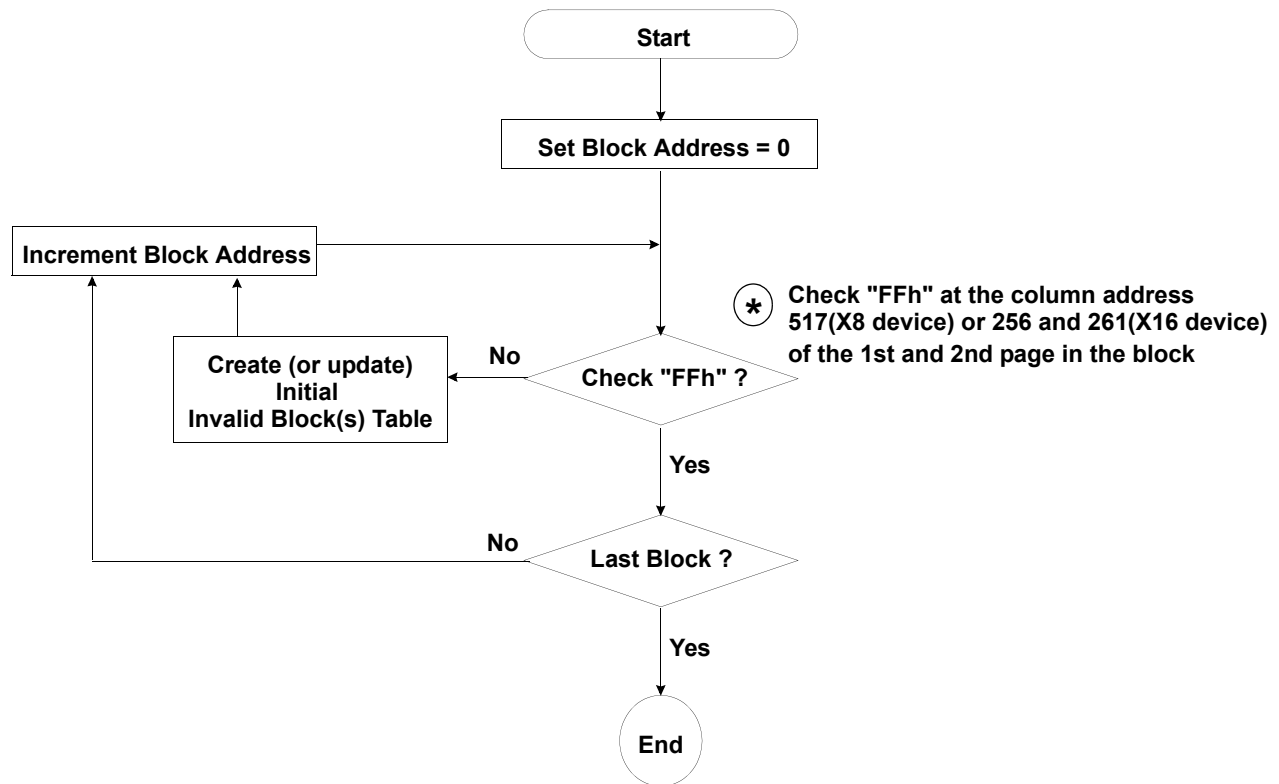 Start
Set Block Address = 0
Increment Block Address
* Check "FFh" at the column address
517(X8 device) or 256 and 261(X16 device)
of the 1st and 2nd page in the block
No
Create (or update)
Initial
Invalid Block(s) Table
Check "FFh" ?
Yes
No
Last Block ?
Yes
End